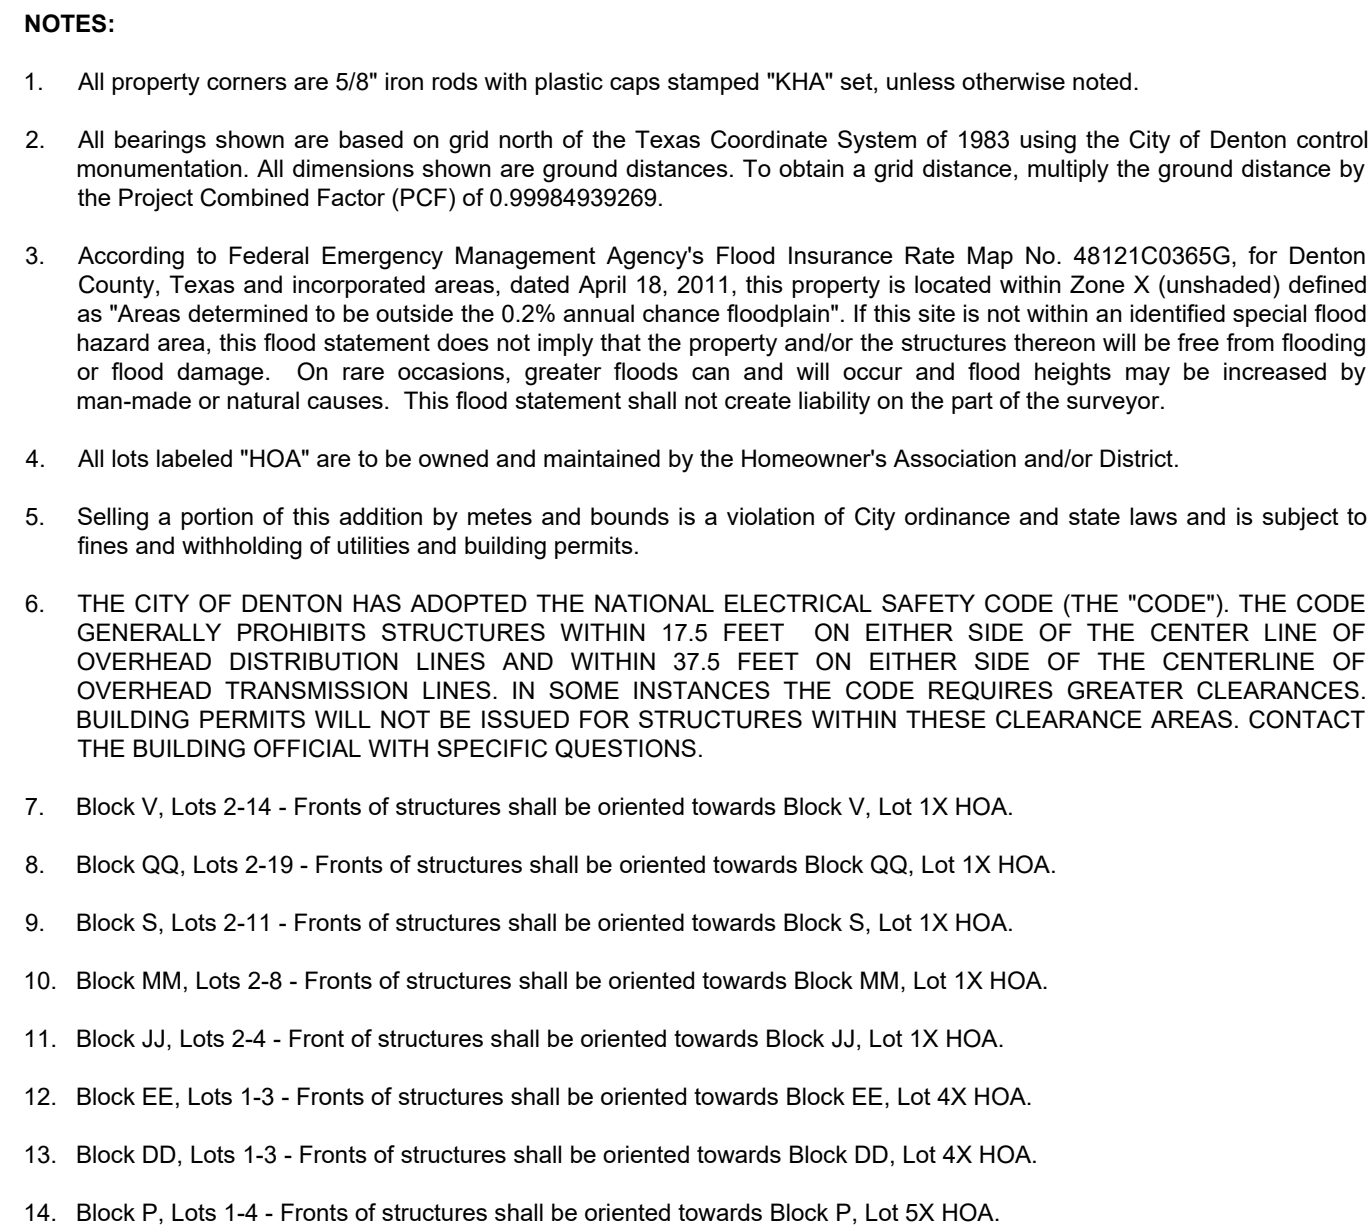 NOTES:
1. All property corners are 5/8" iron rods with plastic caps stamped "KHA" set, unless otherwise noted.
2. All bearings shown are based on grid north of the Texas Coordinate System of 1983 using the City of Denton control
monumentation. All dimensions shown are ground distances. To obtain a grid distance, multiply the ground distance by
the Project Combined Factor (PCF) of 0.99984939269.
3. According to Federal Emergency Management Agency's Flood Insurance Rate Map No. 48121C0365G, for Denton
County, Texas and incorporated areas, dated April 18, 2011, this property is located within Zone X (unshaded) defined
as "Areas determined to be outside the 0.2% annual chance floodplain". If this site is not within an identified special flood
hazard area, this flood statement does not imply that the property and/or the structures thereon will be free from flooding
or flood damage. On rare occasions, greater floods can and will occur and flood heights may be increased by
man-made or natural causes. This flood statement shall not create liability on the part of the surveyor.
4. All lots labeled "HOA" are to be owned and maintained by the Homeowner's Association and/or District.
5. Selling a portion of this addition by metes and bounds is a violation of City ordinance and state laws and is subject to
fines and withholding of utilities and building permits.
6. THE CITY OF DENTON HAS ADOPTED THE NATIONAL ELECTRICAL SAFETY CODE (THE "CODE"). THE CODE
GENERALLY PROHIBITS STRUCTURES WITHIN 17.5 FEET ON EITHER SIDE OF THE CENTER LINE OF
OVERHEAD DISTRIBUTION LINES AND WITHIN 37.5 FEET ON EITHER SIDE OF THE CENTERLINE OF
OVERHEAD TRANSMISSION LINES. IN SOME INSTANCES THE CODE REQUIRES GREATER CLEARANCES.
BUILDING PERMITS WILL NOT BE ISSUED FOR STRUCTURES WITHIN THESE CLEARANCE AREAS. CONTACT
THE BUILDING OFFICIAL WITH SPECIFIC QUESTIONS.
7. Block V, Lots 2-14 - Fronts of structures shall be oriented towards Block V, Lot 1X HOA.
8. Block QQ, Lots 2-19 - Fronts of structures shall be oriented towards Block QQ, Lot 1X HOA.
9. Block S, Lots 2-11 - Fronts of structures shall be oriented towards Block S, Lot 1X HOA.
10. Block MM, Lots 2-8 - Fronts of structures shall be oriented towards Block MM, Lot 1X HOA.
11. Block JJ, Lots 2-4 - Front of structures shall be oriented towards Block JJ, Lot 1X HOA.
12. Block EE, Lots 1-3 - Fronts of structures shall be oriented towards Block EE, Lot 4X HOA.
13. Block DD, Lots 1-3 - Fronts of structures shall be oriented towards Block DD, Lot 4X HOA.
14. Block P, Lots 1-4 - Fronts of structures shall be oriented towards Block P, Lot 5X HOA.